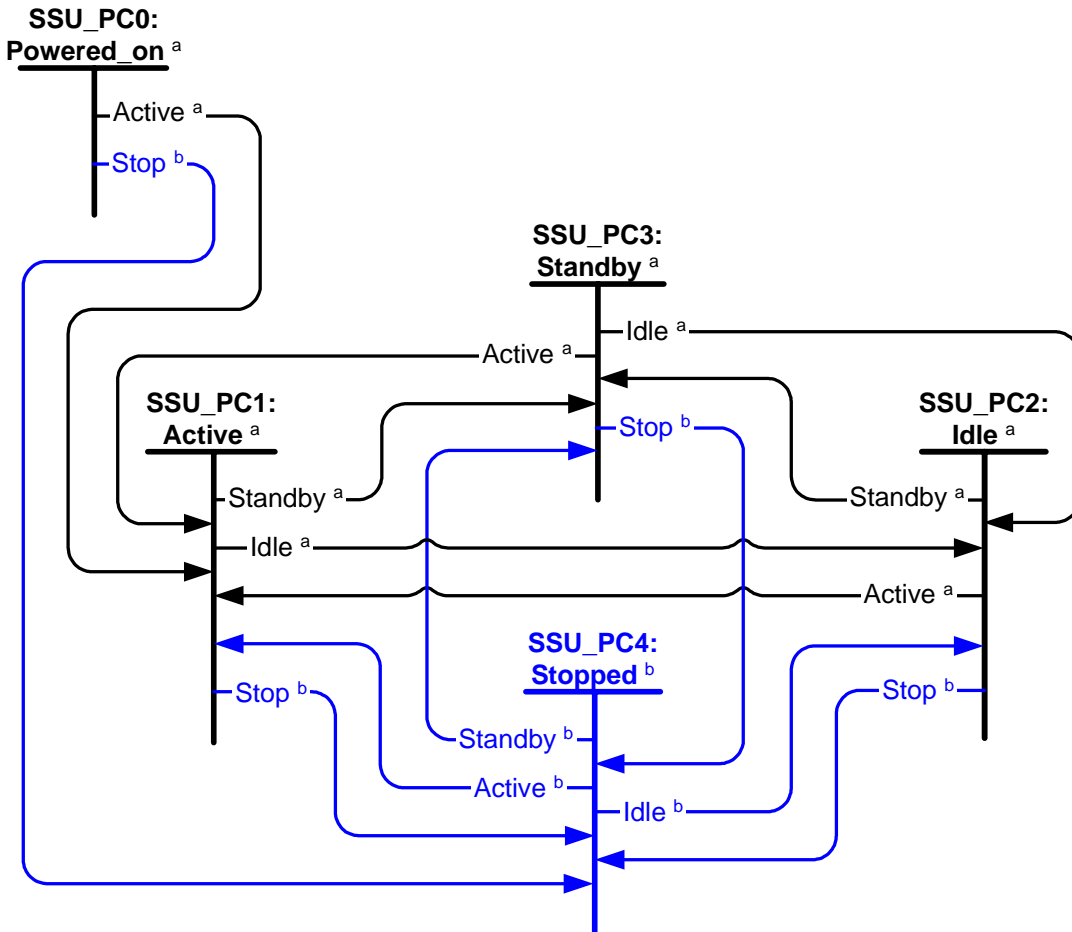 SSU_PC0:
Powered_on a
Active a
Stop b
SSU_PC3:
Standby a
Idle a
Active a
Stop b
SSU_PC1:
Active a
Standby a
Idle a
Stop b
SSU_PC2:
Idle a
Standby a
Active a
Stop b
SSU_PC4:
Stopped b
Standby b
Active b
Idle b